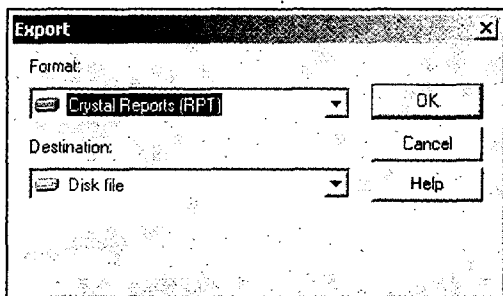 Export
Format:
Crystal Reports (RPT)
OK
Cancel
Destination:
Disk file
Help